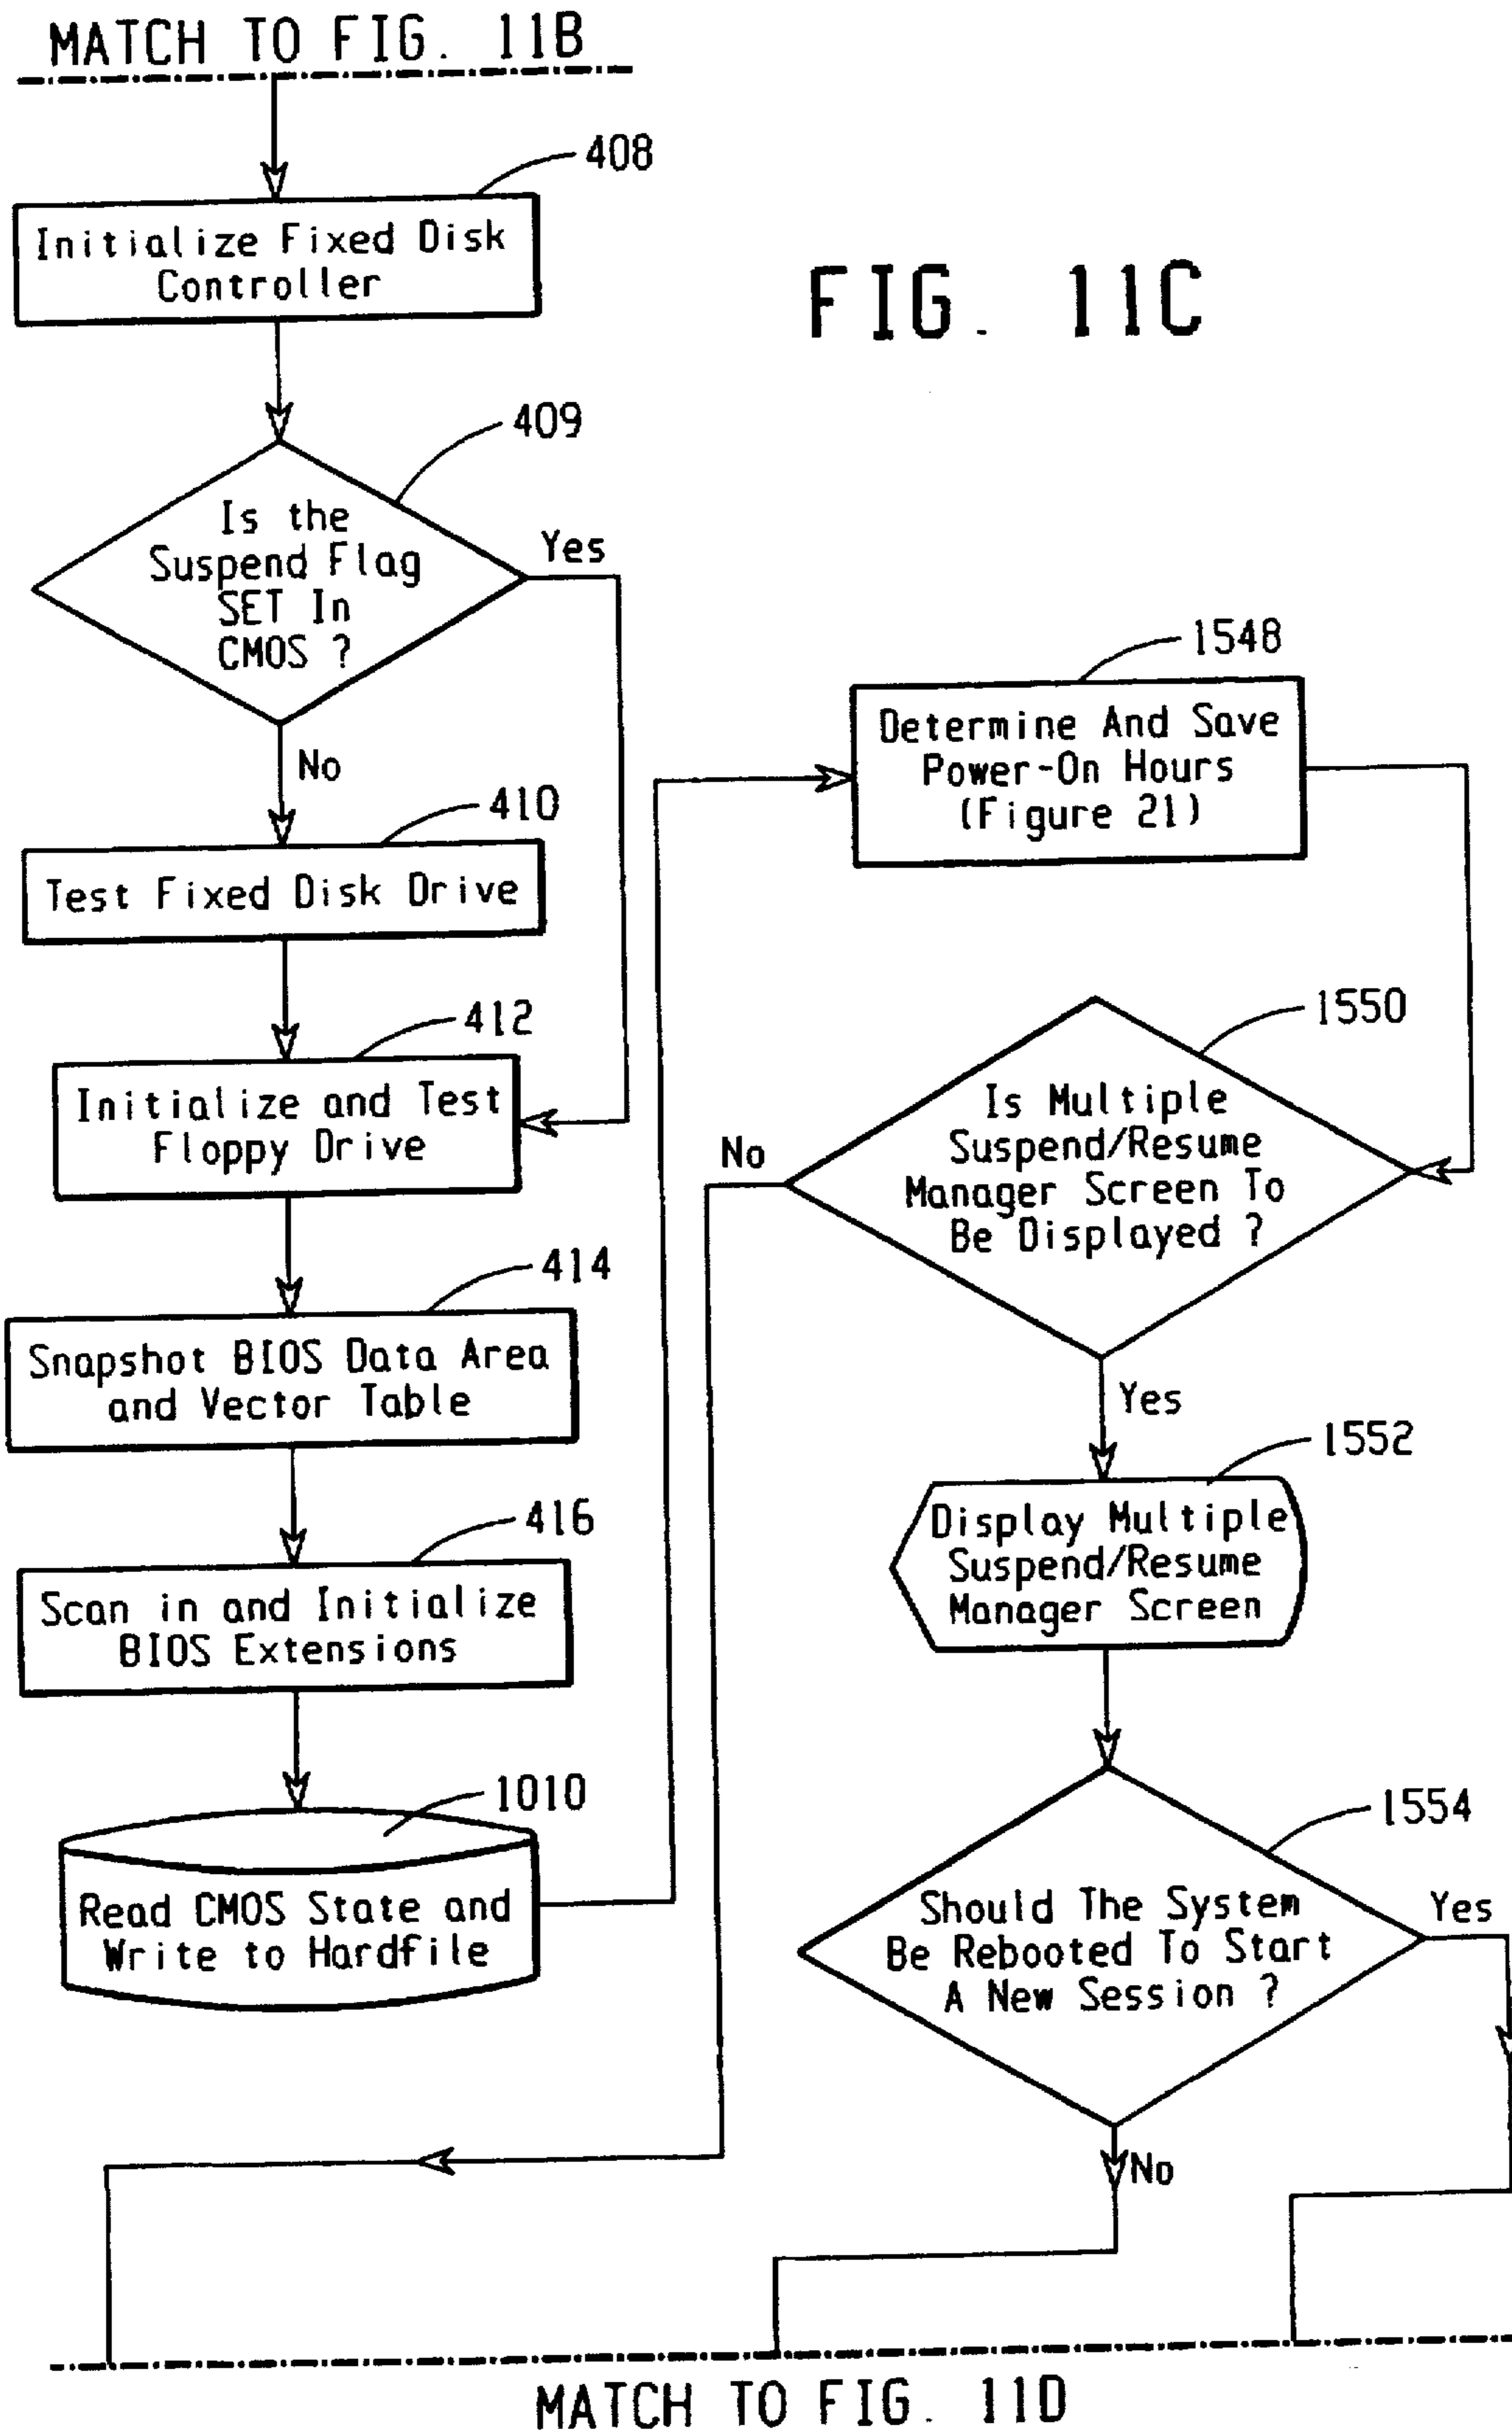 MATCH TO FIG. 11B
408
Initialize Fixed Disk
Controller
FIG. 11C
409
Is the
Suspend Flag
SET In
CMOS ?
Yes
No
410
Test Fixed Disk Drive
412
Initialize and Test
Floppy Drive
414
Snapshot BIOS Data Area
and Vector Table
416
Scan in and Initialize
BIOS Extensions
1010
Read CMOS State and
Write to Hardfile
1548
Determine And Save
Power-On Hours
(Figure 21)
1550
Is Multiple
Suspend/Resume
Manager Screen To
Be Displayed ?
No
Yes
1552
Display Multiple
Suspend/Resume
Manager Screen
1554
Should The System
Be Rebooted To Start
A New Session ?
Yes
No
MATCH TO FIG. 11D